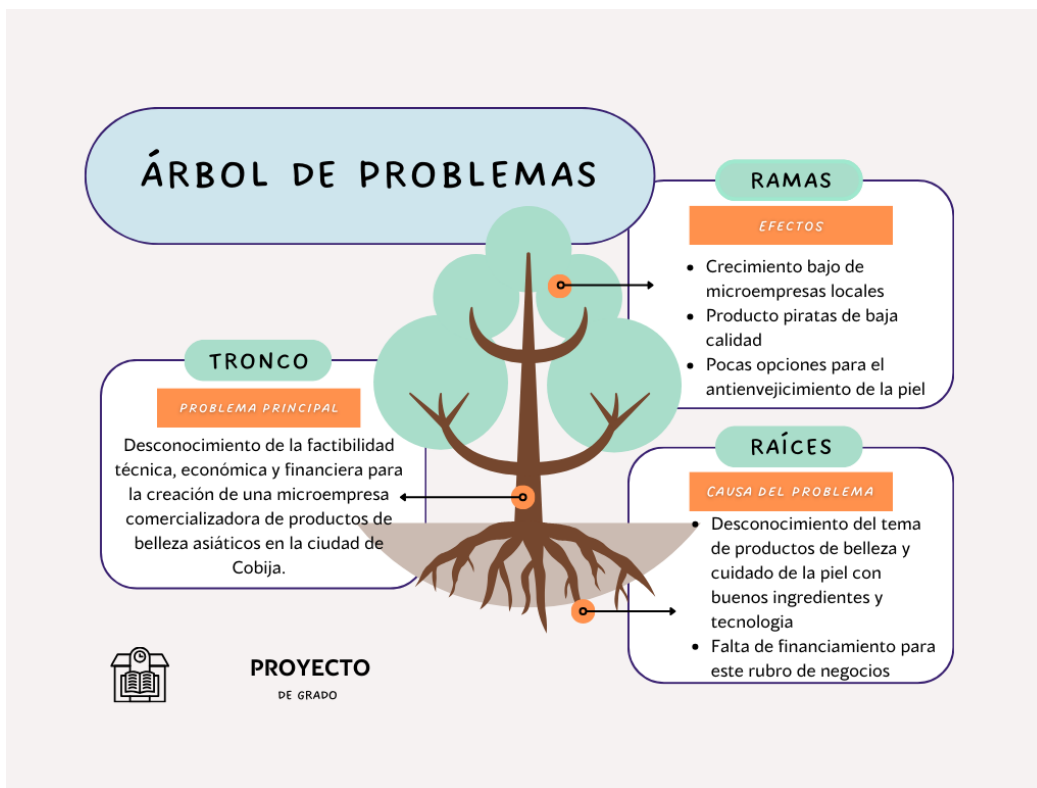 ÁRBOL DE PROBLEMAS
RAMAS
EFECTOS
• Crecimiento bajo de
microempresas locales
• Producto piratas de baja
calidad
• Pocas opciones para el
antienvejicimiento de la piel
TRONCO
PROBLEMA PRINCIPAL
Desconocimiento de la factibilidad
técnica, económica y financiera para
la creación de una microempresa
comercializadora de productos de
belleza asiáticos en la ciudad de
Cobija.
RAÍCES
CAUSA DEL PROBLEMA
• Desconocimiento del tema
de productos de belleza y
cuidado de la piel con
buenos ingredientes y
tecnologia
• Falta de financiamiento para
este rubro de negocios
PROYECTO
DE GRADO